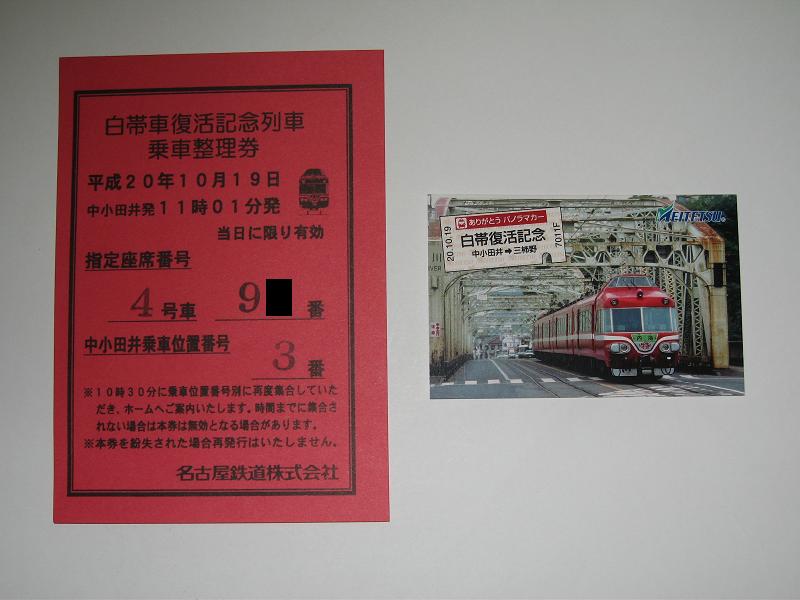 白帯車復活記念列車
乗車整理券
平成20年10月19日
中小田井発11時01分発
当日に限り有効
指定座席番号
4号車 9 番
中小田井乗車位置番号
3番
※10時30分に乗車位置番号別に再度集合していた
だき、ホームへご案内いたします。時間までに集合さ
れない場合は本券は無効となる場合があります。
※本券を紛失された場合再発行はいたしません。
名古屋鉄道株式会社
MEITETSU
ありがとう パノラマカー
20.10.19
白帯復活記念
中小田井➡三柿野
7011F
川